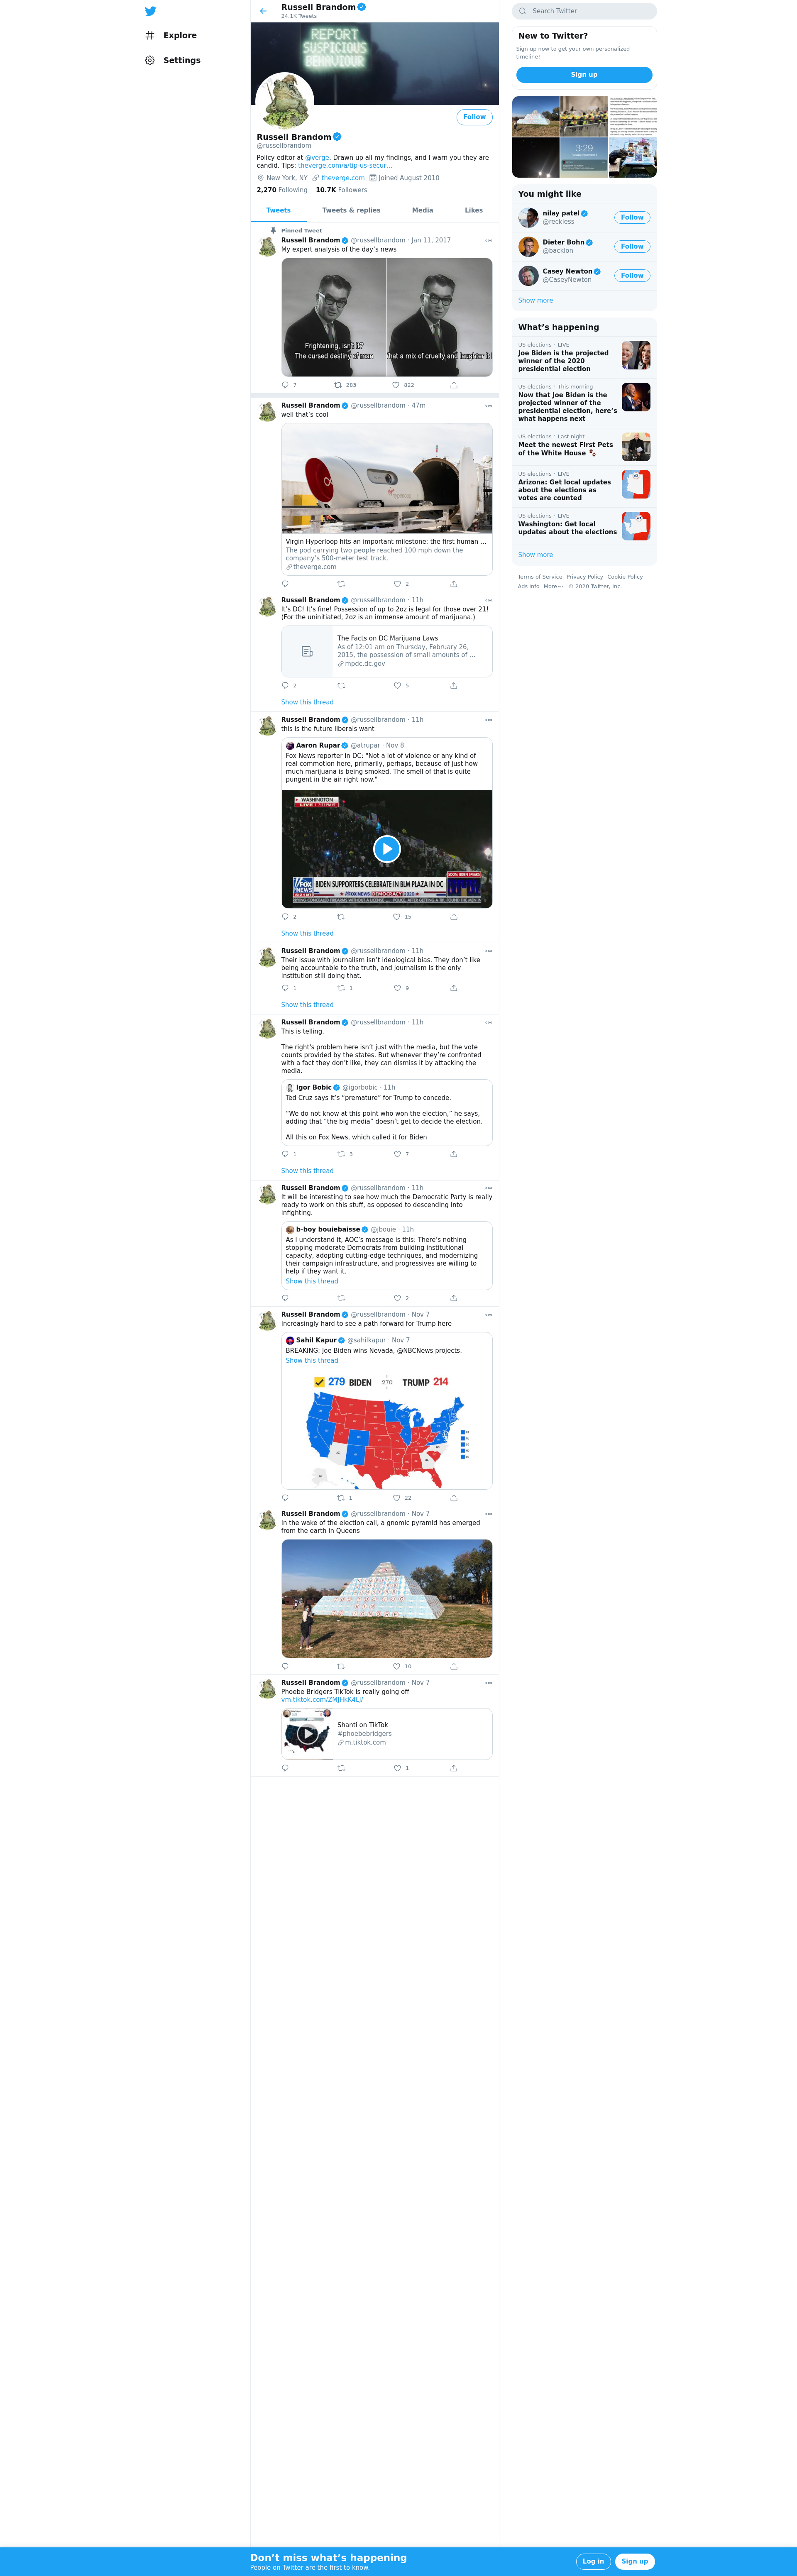 Explore
Settings
Russell Brandom
24.1K Tweets
REPORT
SUSPICIOUS
BEHAVIOUR
Follow
Russell Brandom
@russellbrandom
Policy editor at @verge. Drawn up all my findings, and I warn you they are
candid. Tips: theverge.com/a/tip-us-secur…
New York, NY theverge.com Joined August 2010
2,270 Following 10.7K Followers
Tweets Tweets & replies Media Likes
Pinned Tweet
Russell Brandom @russellbrandom · Jan 11, 2017
My expert analysis of the day's news
Frightening, isn't it?
The cursed destiny of man
that a mix of cruelty and laughter it i
7 283 822
Russell Brandom @russellbrandom · 47m
well that's cool
Virgin Hyperloop hits an important milestone: the first human …
The pod carrying two people reached 100 mph down the
company's 500-meter test track.
theverge.com
2
Russell Brandom @russellbrandom · 11h
It's DC! It's fine! Possession of up to 2oz is legal for those over 21!
(For the uninitiated, 2oz is an immense amount of marijuana.)
The Facts on DC Marijuana Laws
As of 12:01 am on Thursday, February 26,
2015, the possession of small amounts of …
mpdc.dc.gov
2 5
Show this thread
Russell Brandom @russellbrandom · 11h
this is the future liberals want
Aaron Rupar @atrupar · Nov 8
Fox News reporter in DC: "Not a lot of violence or any kind of
real commotion here, primarily, perhaps, because of just how
much marijuana is being smoked. The smell of that is quite
pungent in the air right now."
WASHINGTON
LIVE
FOX NEWS
BIDEN SUPPORTERS CELEBRATE IN BLM PLAZA IN DC
SOON BIDEN SPEAKS
FOX NEWS DEMOCRACY 2020
2 15
Show this thread
Russell Brandom @russellbrandom · 11h
Their issue with journalism isn't ideological bias. They don't like
being accountable to the truth, and journalism is the only
institution still doing that.
1 1 9
Show this thread
Russell Brandom @russellbrandom · 11h
This is telling.
The right's problem here isn't just with the media, but the vote
counts provided by the states. But whenever they're confronted
with a fact they don't like, they can dismiss it by attacking the
media.
Igor Bobic @igorbobic · 11h
Ted Cruz says it's "premature" for Trump to concede.
"We do not know at this point who won the election," he says,
adding that "the big media" doesn't get to decide the election.
All this on Fox News, which called it for Biden
1 3 7
Show this thread
Russell Brandom @russellbrandom · 11h
It will be interesting to see how much the Democratic Party is really
ready to work on this stuff, as opposed to descending into
infighting.
b-boy bouiebaisse @jbouie · 11h
As I understand it, AOC's message is this: There's nothing
stopping moderate Democrats from building institutional
capacity, adopting cutting-edge techniques, and modernizing
their campaign infrastructure, and progressives are willing to
help if they want it.
Show this thread
2
Russell Brandom @russellbrandom · Nov 7
Increasingly hard to see a path forward for Trump here
Sahil Kapur @sahilkapur · Nov 7
BREAKING: Joe Biden wins Nevada, @NBCNews projects.
Show this thread
279 BIDEN 270 TRUMP 214
1 22
Russell Brandom @russellbrandom · Nov 7
In the wake of the election call, a gnomic pyramid has emerged
from the earth in Queens
10
Russell Brandom @russellbrandom · Nov 7
Phoebe Bridgers TikTok is really going off
vm.tiktok.com/ZMJHkK4Lj/
Shanti on TikTok
#phoebebridgers
m.tiktok.com
1
Search Twitter
New to Twitter?
Sign up now to get your own personalized
timeline!
Sign up
3:29
You might like
nilay patel
@reckless
Follow
Dieter Bohn
@backlon
Follow
Casey Newton
@CaseyNewton
Follow
Show more
What's happening
US elections · LIVE
Joe Biden is the projected
winner of the 2020
presidential election
US elections · This morning
Now that Joe Biden is the
projected winner of the
presidential election, here's
what happens next
US elections · Last night
Meet the newest First Pets
of the White House 🐾
US elections · LIVE
Arizona: Get local updates
about the elections as
votes are counted
US elections · LIVE
Washington: Get local
updates about the elections
Show more
Terms of Service Privacy Policy Cookie Policy
Ads info More © 2020 Twitter, Inc.
Don't miss what's happening
People on Twitter are the first to know.
Log in Sign up